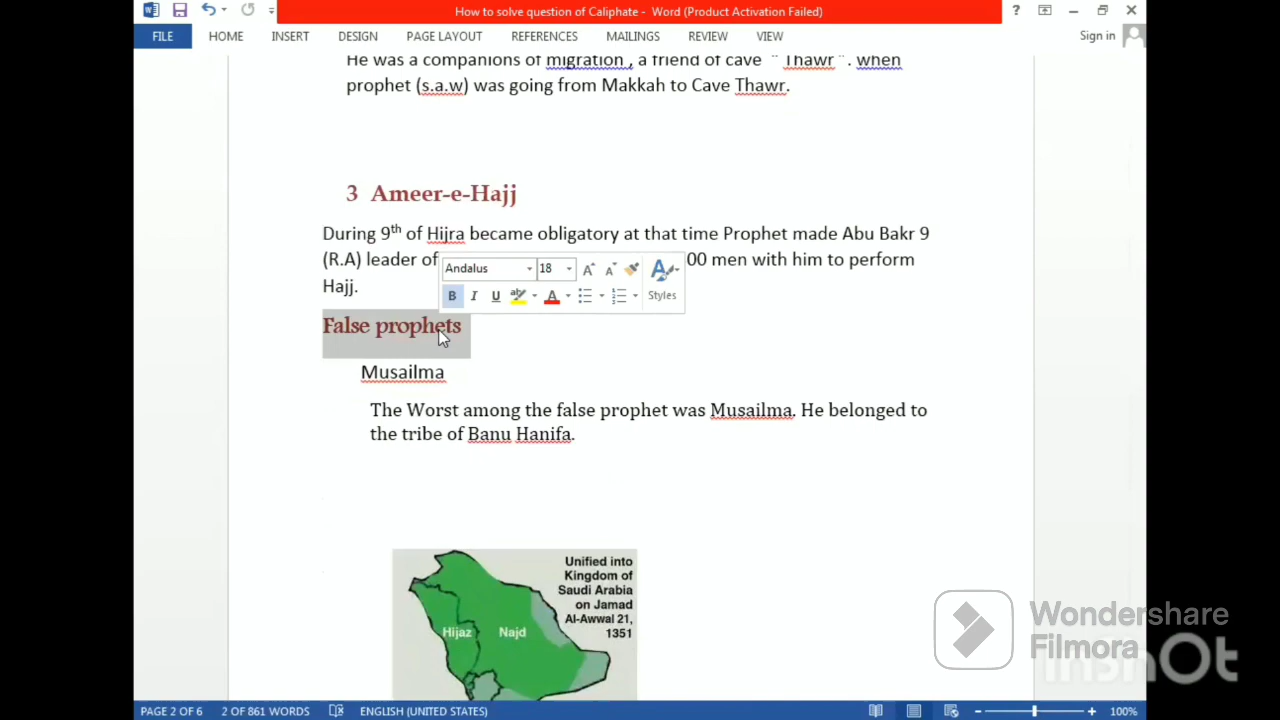 How to solve question of Caliphate - Word (Product Activation Failed)
?
FILE HOME INSERT DESIGN PAGE LAYOUT REFERENCES MAILINGS REVIEW VIEW Sign in
He was a companions of migration , a friend of cave " Thawr ". when
prophet (s.a.w) was going from Makkah to Cave Thawr.
3 Ameer-e-Hajj
During 9th of Hijra became obligatory at that time Prophet made Abu Bakr 9
(R.A) leader of 00 men with him to perform
Hajj.
Andalus 18
B I U aby A Styles
False prophets
Musailma
The Worst among the false prophet was Musailma. He belonged to
the tribe of Banu Hanifa.
Unified into
Kingdom of
Saudi Arabia
on Jamad
Al-Awwal 21,
1351
Hijaz Najd
Wondershare
Filmora
InShOt
PAGE 2 OF 6 2 OF 861 WORDS ENGLISH (UNITED STATES) 100%